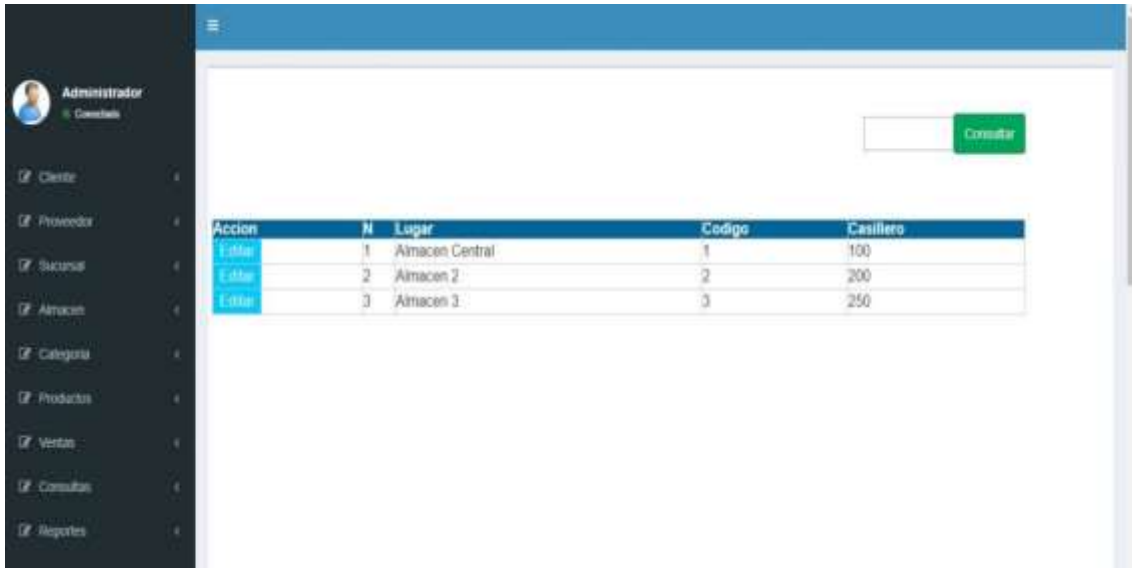 Administrador
Conectado
Cliente
Proveedor
Sucursal
Almacen
Categoria
Productos
Ventas
Consultas
Reportes
Consultar
Accion N Lugar Codigo Casillero
Editar 1 Almacen Central 1 100
Editar 2 Almacen 2 2 200
Editar 3 Almacen 3 3 250